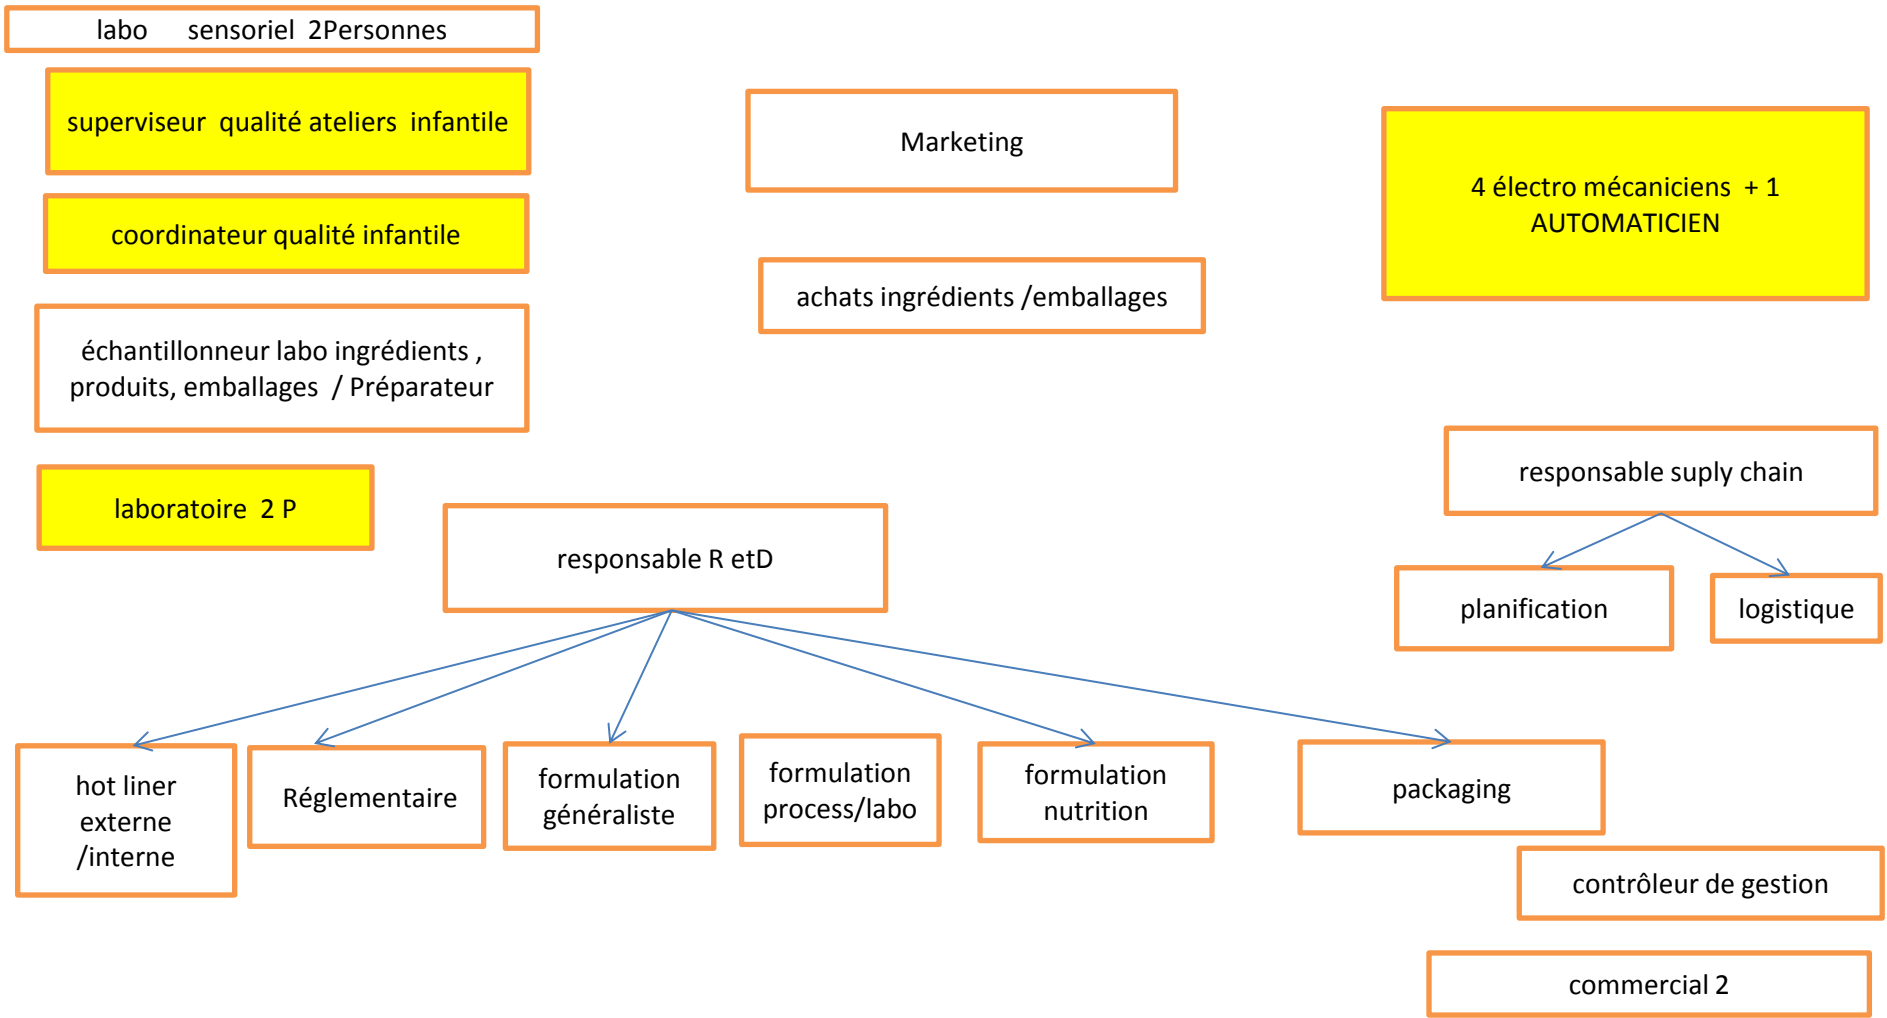 labo sensoriel 2Personnes
superviseur qualité ateliers infantile
coordinateur qualité infantile
échantillonneur labo ingrédients ,
produits, emballages / Préparateur
laboratoire 2 P
Marketing
achats ingrédients /emballages
4 électro mécaniciens + 1
AUTOMATICIEN
responsable suply chain
planification
logistique
responsable R etD
hot liner
externe
/interne
Réglementaire
formulation
généraliste
formulation
process/labo
formulation
nutrition
packaging
contrôleur de gestion
commercial 2